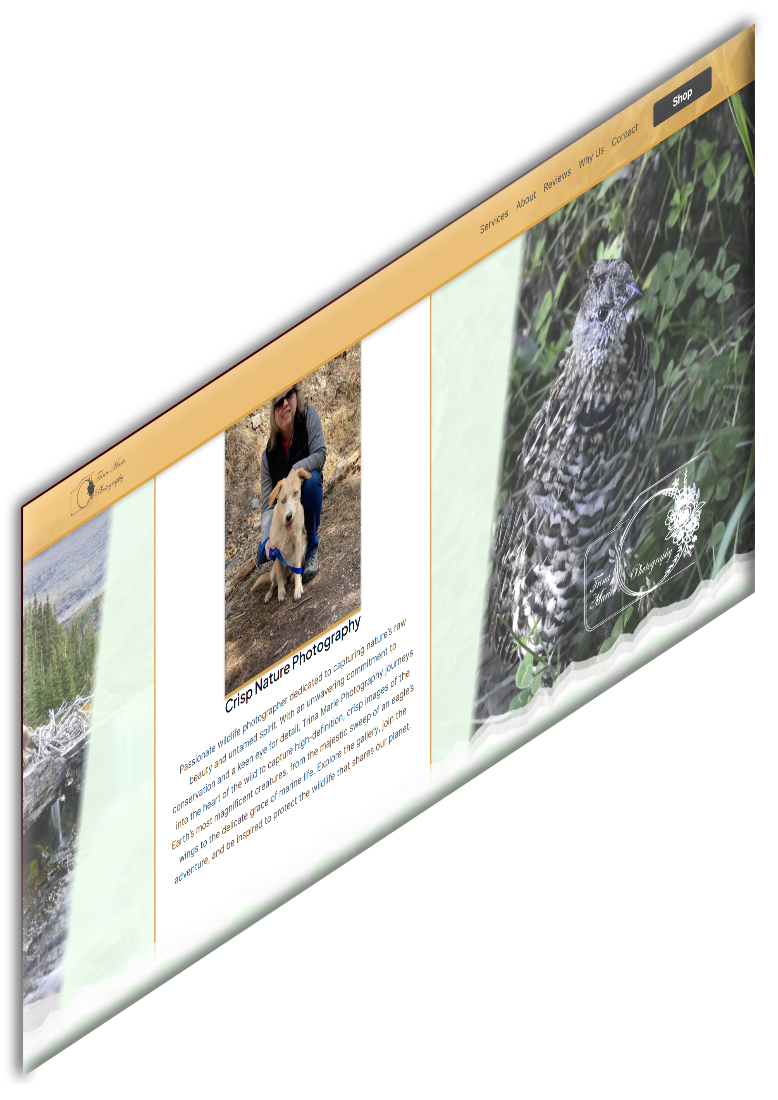 Trina Marie
Photography
Services About Reviews Why Us Contact Shop
Crisp Nature Photography
Passionate wildlife photographer dedicated to capturing nature's raw
beauty and untamed spirit. With an unwavering commitment to
conservation and a keen eye for detail, Trina Marie Photography journeys
into the heart of the wild to capture high-definition, crisp images of the
Earth's most magnificent creatures, from the majestic sweep of an eagle's
wings to the delicate grace of marine life. Explore the gallery, join the
adventure, and be inspired to protect the wildlife that shares our planet.
Trina
Marie Photography